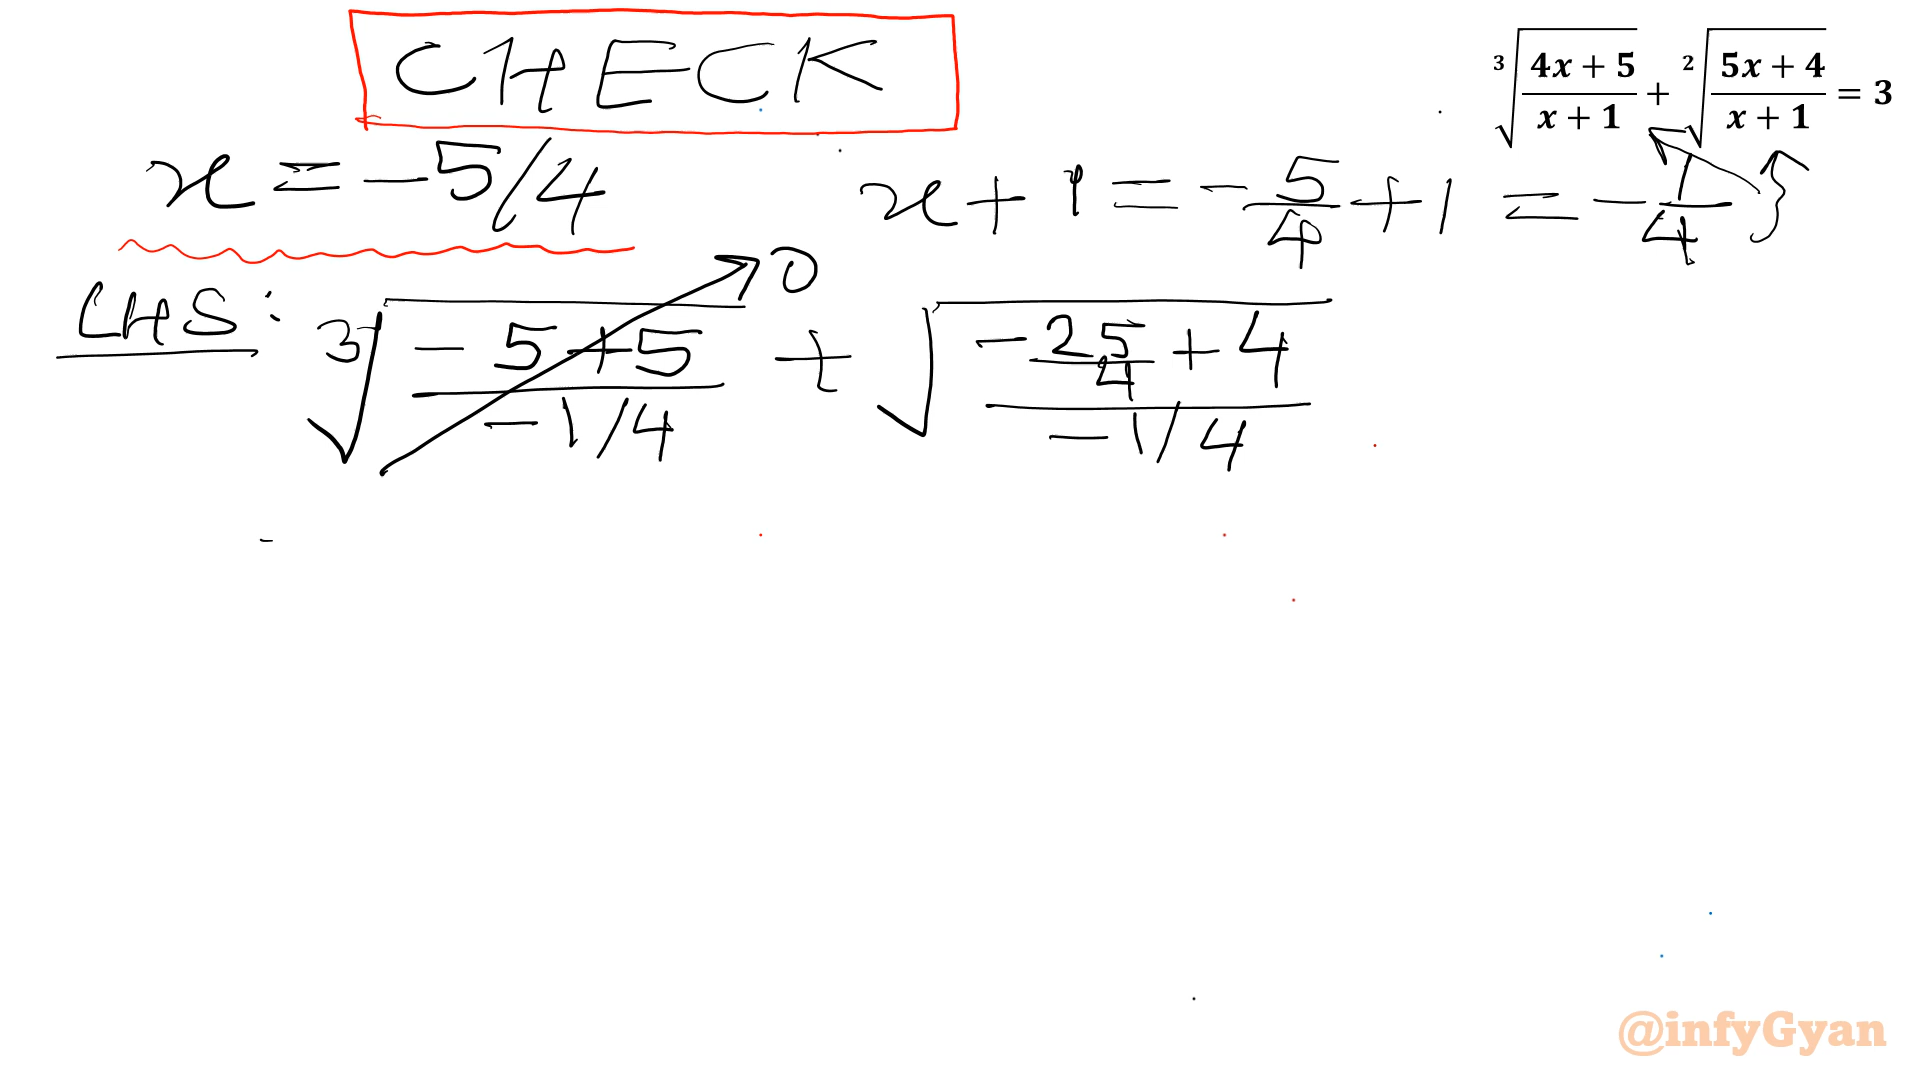 CHECK
∛((4x + 5)/(x + 1)) + ²√((5x + 4)/(x + 1)) = 3
x = -5/4
x + 1 = -5/4 + 1 = -1/4 }
LHS: ∛((-5+5)/(-1/4)) → 0 + √((-25/4 + 4)/(-1/4))
@infyGyan